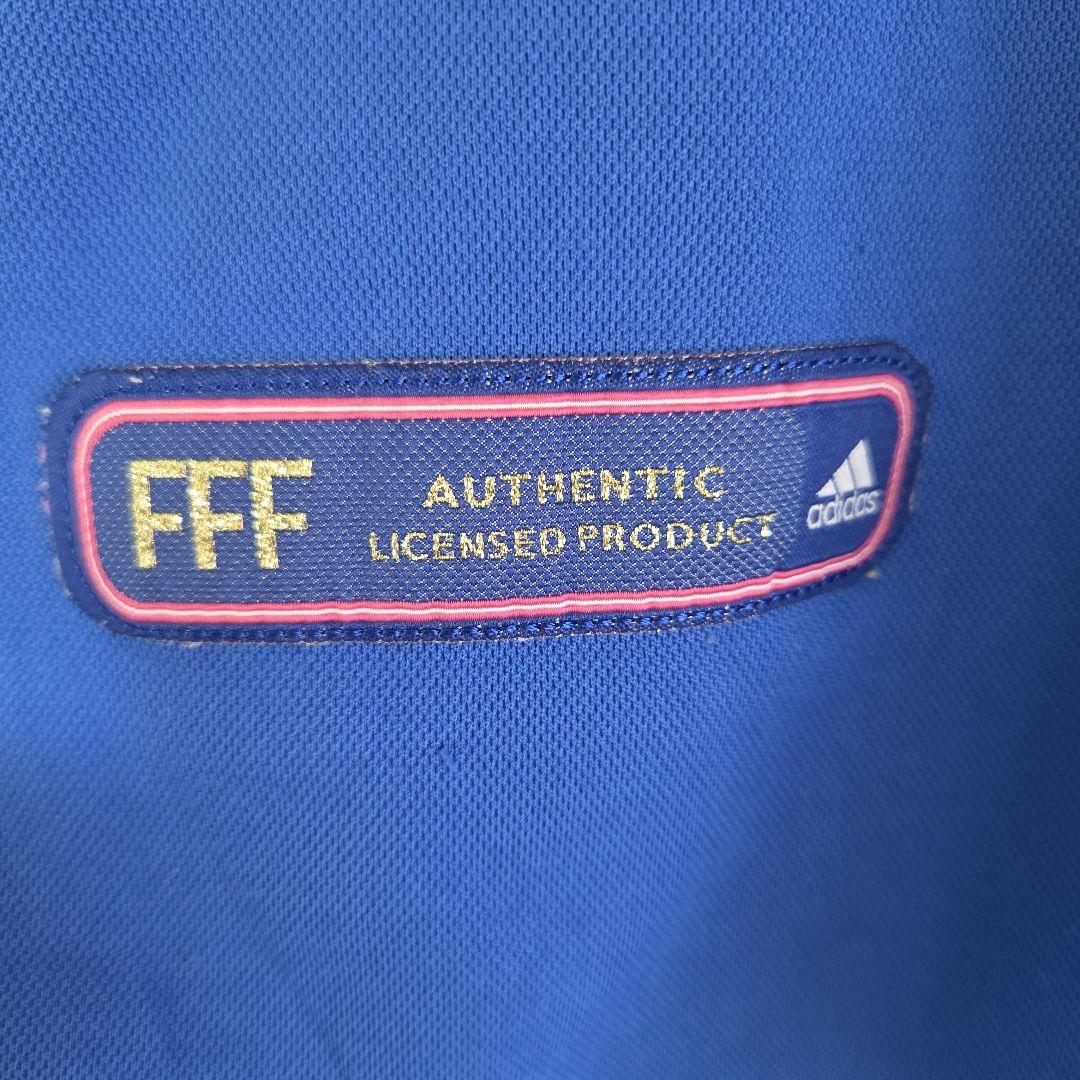 FFF
AUTHENTIC
LICENSED PRODUCT
adidas